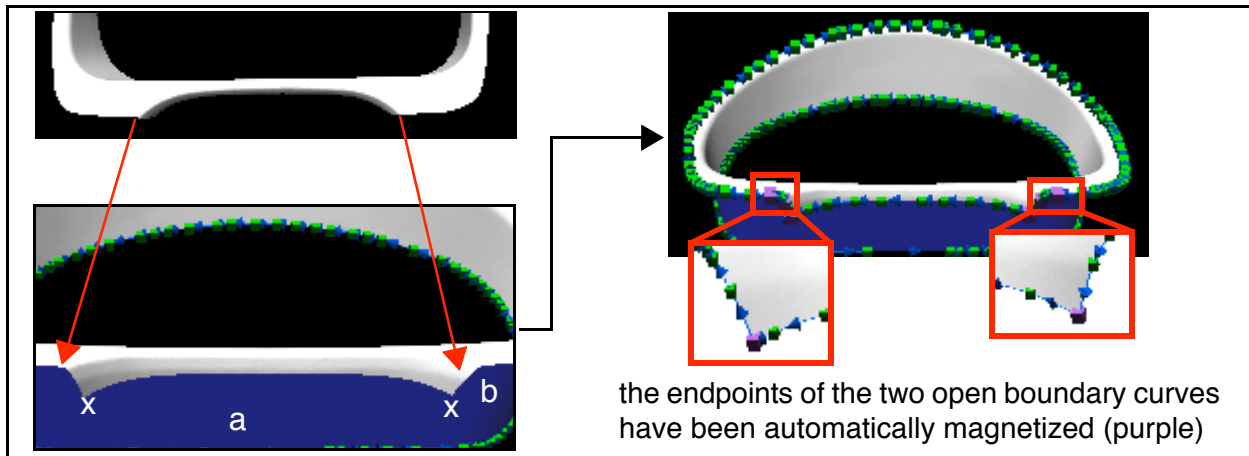 x
x
b
a
the endpoints of the two open boundary curves
have been automatically magnetized (purple)